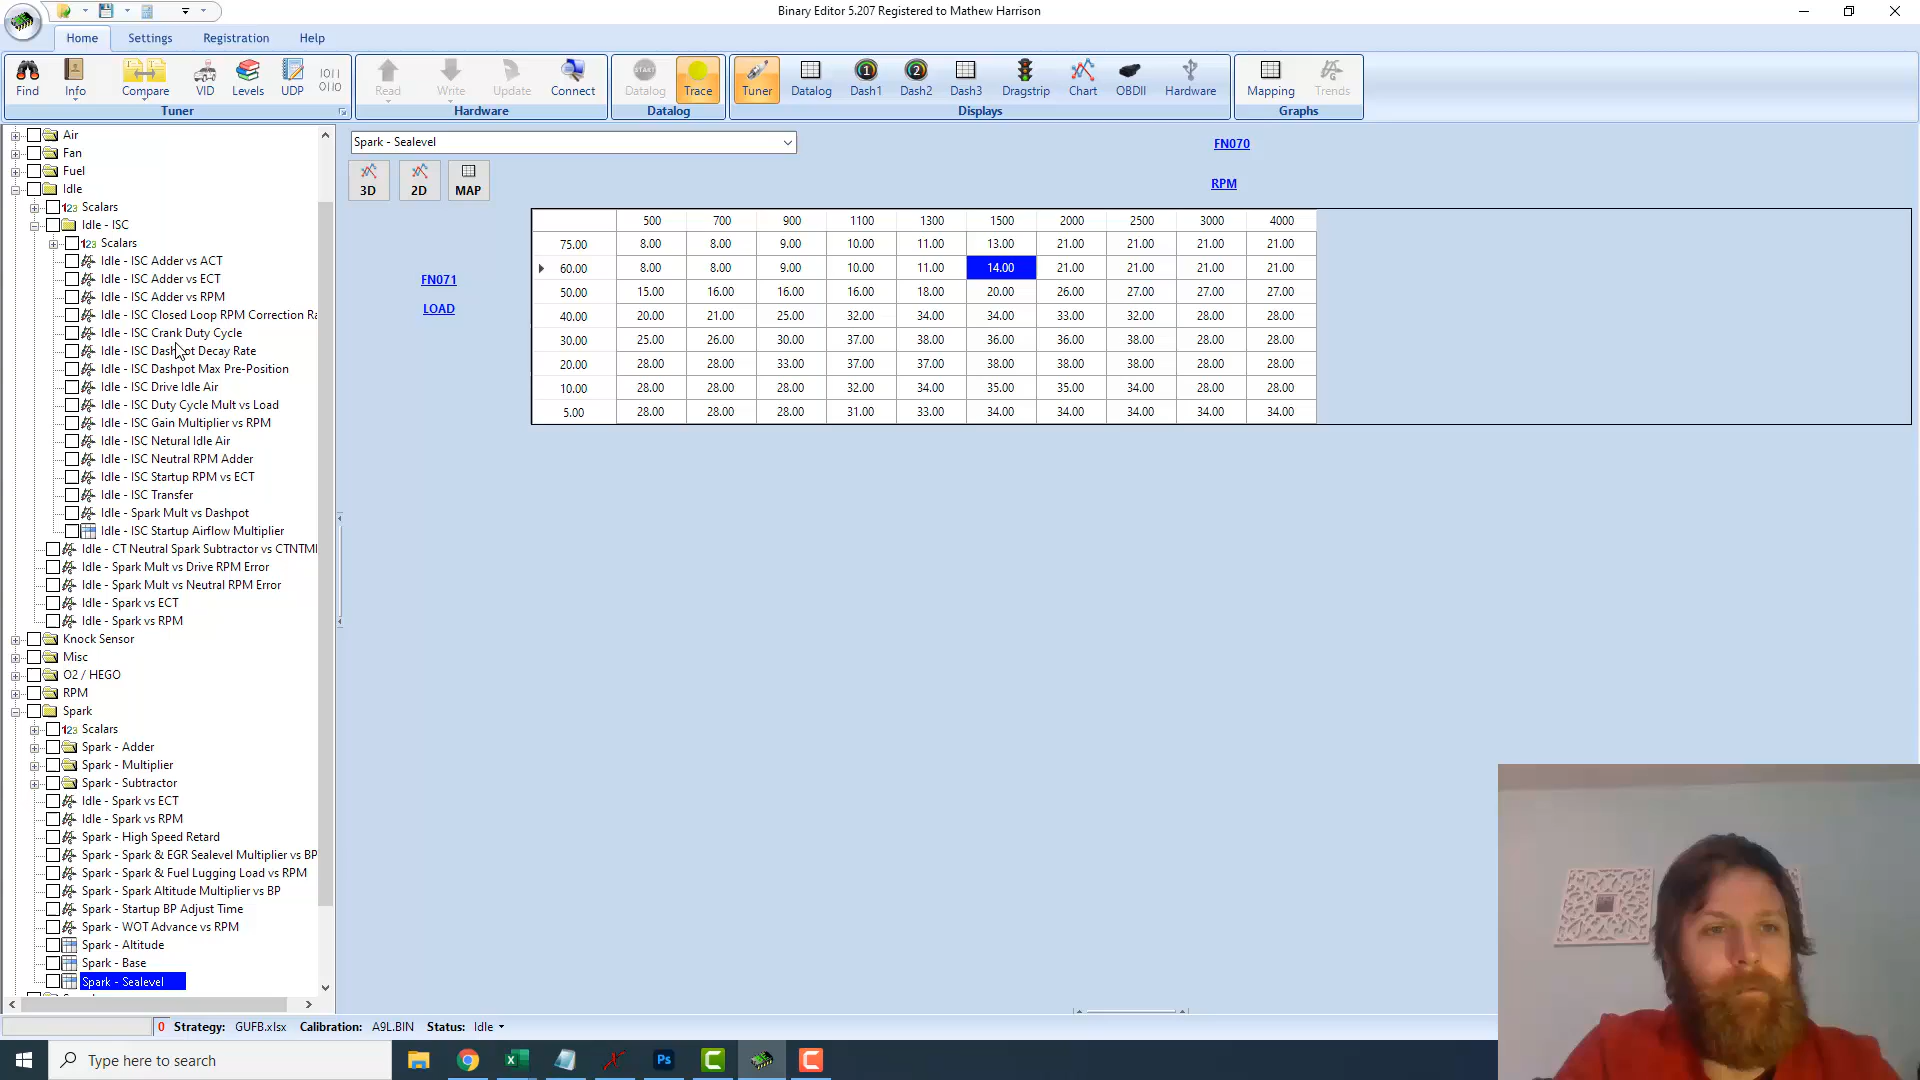 Binary Editor 5.207 Registered to Mathew Harrison
Home Settings Registration Help
Find Info Compare VID Levels UDP
Tuner
Read Write Update Connect
Hardware
START
Datalog Trace
Datalog
Tuner Datalog Dash1 Dash2 Dash3 Dragstrip Chart OBDII Hardware
Displays
Mapping Trends
Graphs
Air
Fan
Fuel
Idle
123 Scalars
Idle - ISC
123 Scalars
Idle - ISC Adder vs ACT
Idle - ISC Adder vs ECT
Idle - ISC Adder vs RPM
Idle - ISC Closed Loop RPM Correction Ra
Idle - ISC Crank Duty Cycle
Idle - ISC Dashpot Decay Rate
Idle - ISC Dashpot Max Pre-Position
Idle - ISC Drive Idle Air
Idle - ISC Duty Cycle Mult vs Load
Idle - ISC Gain Multiplier vs RPM
Idle - ISC Netural Idle Air
Idle - ISC Neutral RPM Adder
Idle - ISC Startup RPM vs ECT
Idle - ISC Transfer
Idle - Spark Mult vs Dashpot
Idle - ISC Startup Airflow Multiplier
Idle - CT Neutral Spark Subtractor vs CTNTMI
Idle - Spark Mult vs Drive RPM Error
Idle - Spark Mult vs Neutral RPM Error
Idle - Spark vs ECT
Idle - Spark vs RPM
Knock Sensor
Misc
O2 / HEGO
RPM
Spark
123 Scalars
Spark - Adder
Spark - Multiplier
Spark - Subtractor
Idle - Spark vs ECT
Idle - Spark vs RPM
Spark - High Speed Retard
Spark - Spark & EGR Sealevel Multiplier vs BP
Spark - Spark & Fuel Lugging Load vs RPM
Spark - Spark Altitude Multiplier vs BP
Spark - Startup BP Adjust Time
Spark - WOT Advance vs RPM
Spark - Altitude
Spark - Base
Spark - Sealevel
Spark - Sealevel
3D 2D MAP
FN070
RPM
FN071
LOAD
500 700 900 1100 1300 1500 2000 2500 3000 4000
75.00 8.00 8.00 9.00 10.00 11.00 13.00 21.00 21.00 21.00 21.00
60.00 8.00 8.00 9.00 10.00 11.00 14.00 21.00 21.00 21.00 21.00
50.00 15.00 16.00 16.00 16.00 18.00 20.00 26.00 27.00 27.00 27.00
40.00 20.00 21.00 25.00 32.00 34.00 34.00 33.00 32.00 28.00 28.00
30.00 25.00 26.00 30.00 37.00 38.00 36.00 36.00 38.00 28.00 28.00
20.00 28.00 28.00 33.00 37.00 37.00 38.00 38.00 38.00 28.00 28.00
10.00 28.00 28.00 28.00 32.00 34.00 35.00 35.00 34.00 28.00 28.00
5.00 28.00 28.00 28.00 31.00 33.00 34.00 34.00 34.00 34.00 34.00
0 Strategy: GUFB.xlsx Calibration: A9L.BIN Status: Idle
Type here to search